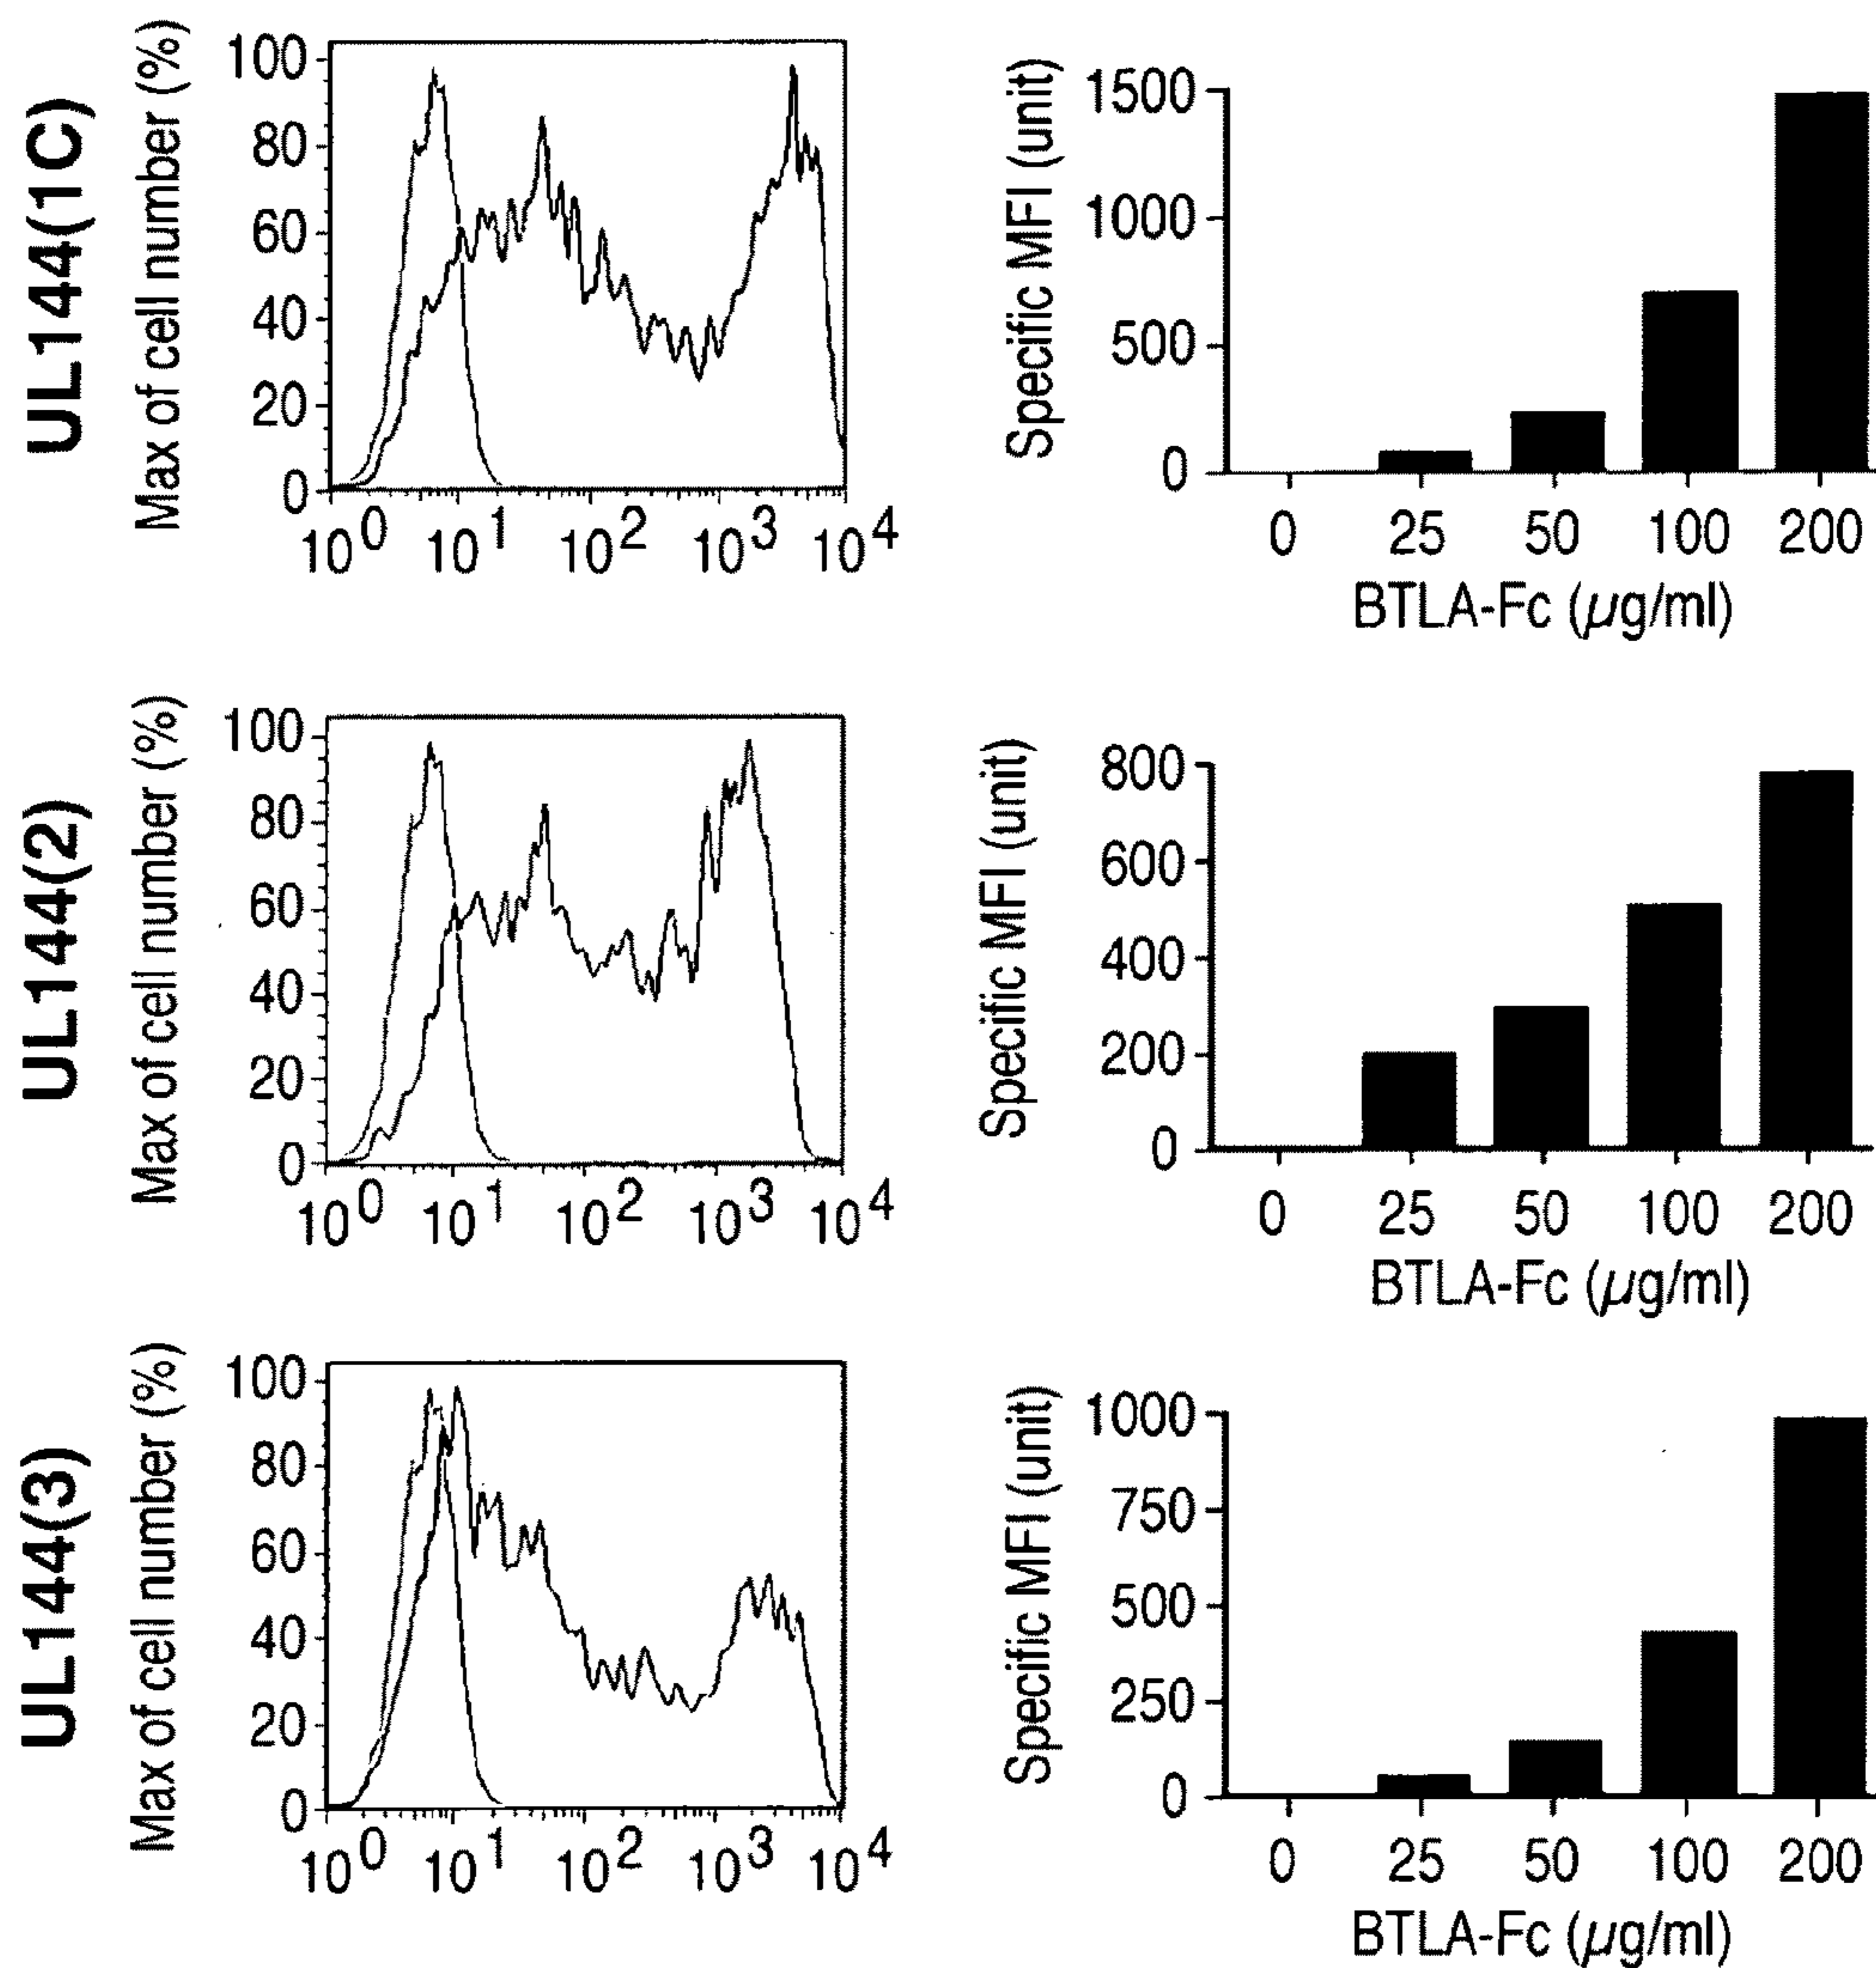 UL144(1C)
Max of cell number (%)
100
80
60
40
20
0
10^0 10^1 10^2 10^3 10^4
Specific MFI (unit)
1500
1000
500
0
0 25 50 100 200
BTLA-Fc (µg/ml)
UL144(2)
Max of cell number (%)
100
80
60
40
20
0
10^0 10^1 10^2 10^3 10^4
Specific MFI (unit)
800
600
400
200
0
0 25 50 100 200
BTLA-Fc (µg/ml)
UL144(3)
Max of cell number (%)
100
80
60
40
20
0
10^0 10^1 10^2 10^3 10^4
Specific MFI (unit)
1000
750
500
250
0
0 25 50 100 200
BTLA-Fc (µg/ml)